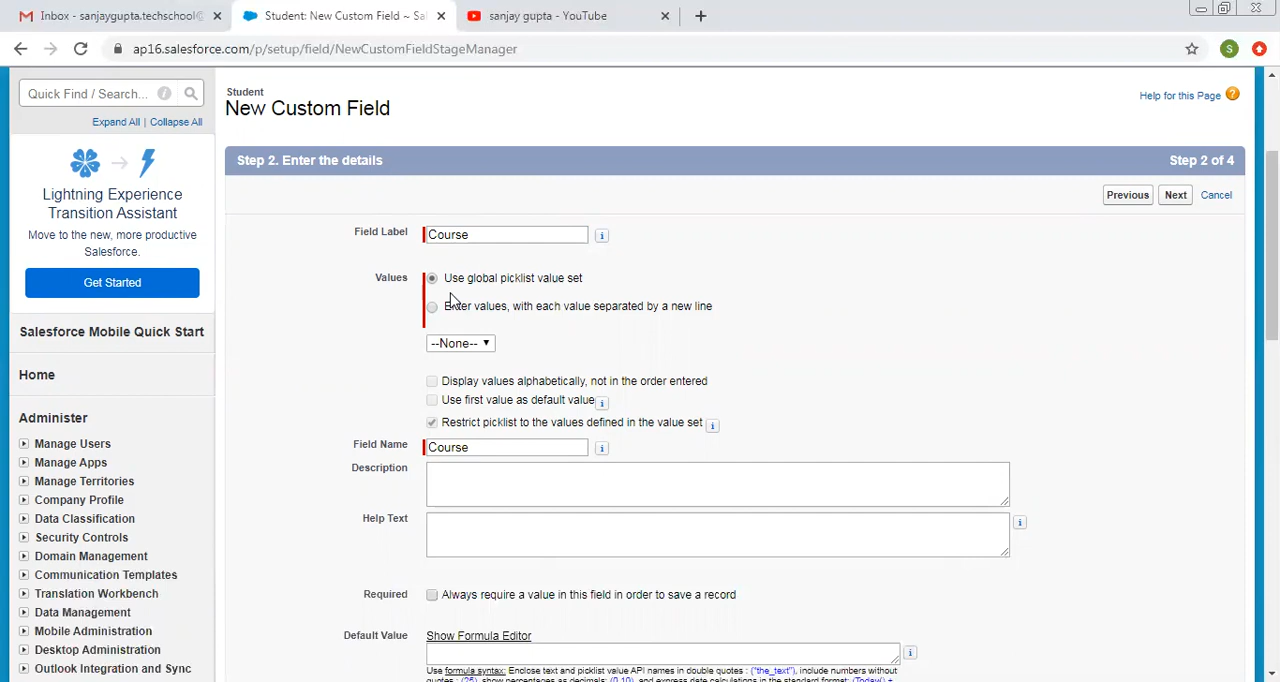 Inbox - sanjaygupta.techschool@
Student: New Custom Field ~ Sal
sanjay gupta - YouTube
ap16.salesforce.com/p/setup/field/NewCustomFieldStageManager
S
Quick Find / Search...
Expand All | Collapse All
Lightning Experience
Transition Assistant
Move to the new, more productive
Salesforce.
Get Started
Salesforce Mobile Quick Start
Home
Administer
Manage Users
Manage Apps
Manage Territories
Company Profile
Data Classification
Security Controls
Domain Management
Communication Templates
Translation Workbench
Data Management
Mobile Administration
Desktop Administration
Outlook Integration and Sync
Student
New Custom Field
Help for this Page
Step 2. Enter the details
Step 2 of 4
Previous
Next
Cancel
Field Label
Course
Values
Use global picklist value set
Enter values, with each value separated by a new line
--None--
Display values alphabetically, not in the order entered
Use first value as default value
Restrict picklist to the values defined in the value set
Field Name
Course
Description
Help Text
Required
Always require a value in this field in order to save a record
Default Value
Show Formula Editor
Use formula syntax: Enclose text and picklist value API names in double quotes : ("the_text"), include numbers without
quotes : (25), show percentages as decimals: (0.10), and express date calculations in the standard format: (Today() +